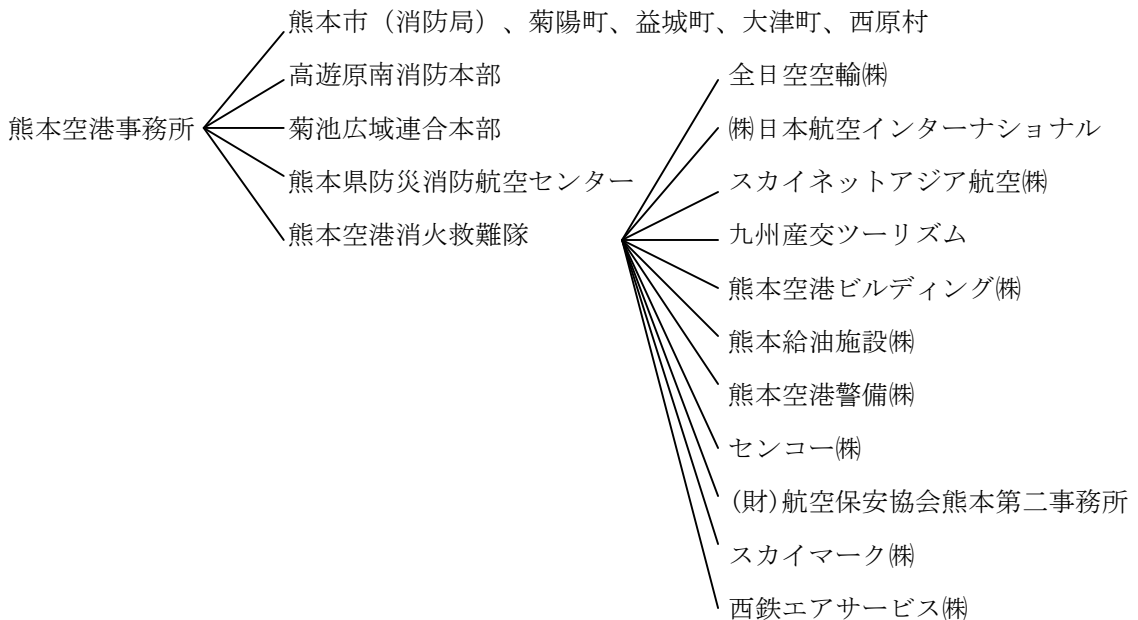 熊本空港事務所
熊本市（消防局）、菊陽町、益城町、大津町、西原村
高遊原南消防本部
菊池広域連合本部
熊本県防災消防航空センター
熊本空港消火救難隊
全日空空輸㈱
㈱日本航空インターナショナル
スカイネットアジア航空㈱
九州産交ツーリズム
熊本空港ビルディング㈱
熊本給油施設㈱
熊本空港警備㈱
センコー㈱
(財)航空保安協会熊本第二事務所
スカイマーク㈱
西鉄エアサービス㈱